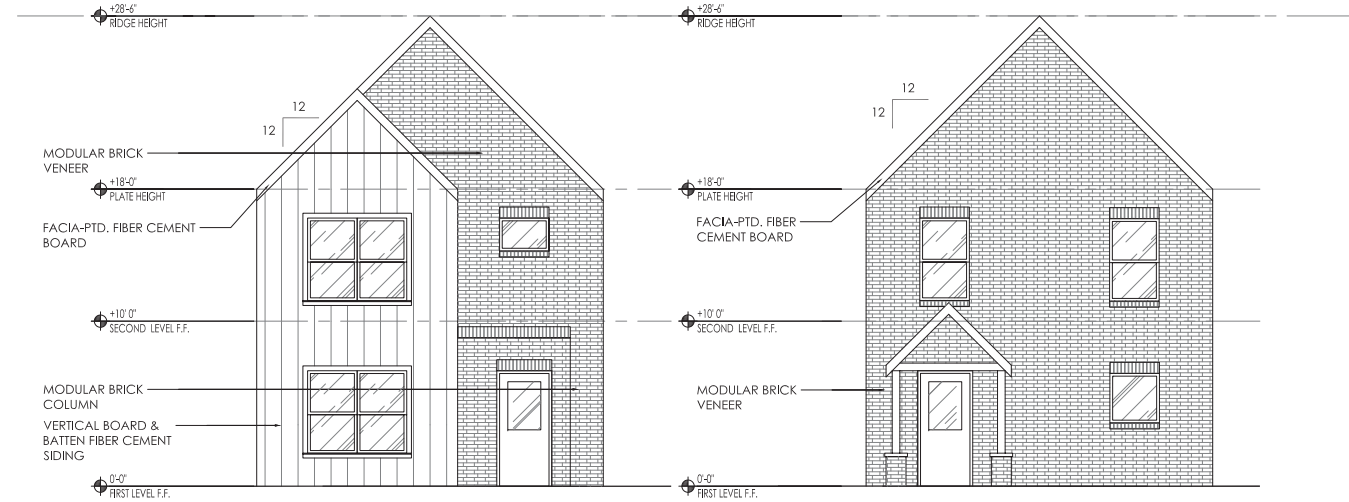 +28'-6"
RIDGE HEIGHT
12
12
MODULAR BRICK
VENEER
+18'-0"
PLATE HEIGHT
FACIA-PTD. FIBER CEMENT
BOARD
+10' 0"
SECOND LEVEL F.F.
MODULAR BRICK
COLUMN
VERTICAL BOARD &
BATTEN FIBER CEMENT
SIDING
0'-0"
FIRST LEVEL F.F.
+28'-6"
RIDGE HEIGHT
12
12
+18'-0"
PLATE HEIGHT
FACIA-PTD. FIBER
CEMENT BOARD
+10' 0"
SECOND LEVEL F.F.
MODULAR BRICK
VENEER
0'-0"
FIRST LEVEL F.F.